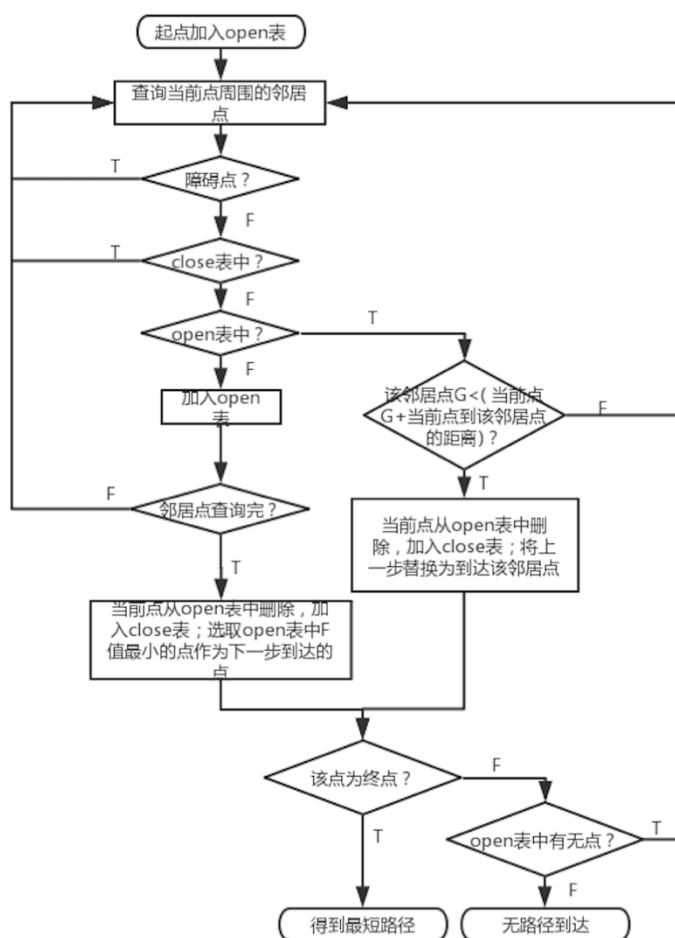 起点加入open表
查询当前点周围的邻居
点
T
障碍点？
F
T
close表中？
F
open表中？
T
F
加入open
表
该邻居点G<( 当前点
G+当前点到该邻居点
的距离)？
F
T
F
邻居点查询完？
T
当前点从open表中删
除，加入close表；将上
一步替换为到达该邻居点
当前点从open表中删除，加
入close表；选取open表中F
值最小的点作为下一步到达的
点
该点为终点？
F
T
open表中有无点？
T
F
得到最短路径
无路径到达